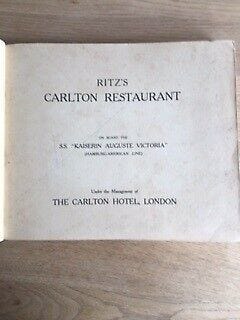 RITZ'S
CARLTON RESTAURANT
ON BOARD THE
S.S. "KAISERIN AUGUSTE VICTORIA"
(HAMBURG-AMERICAN LINE)
Under the Management of
THE CARLTON HOTEL, LONDON